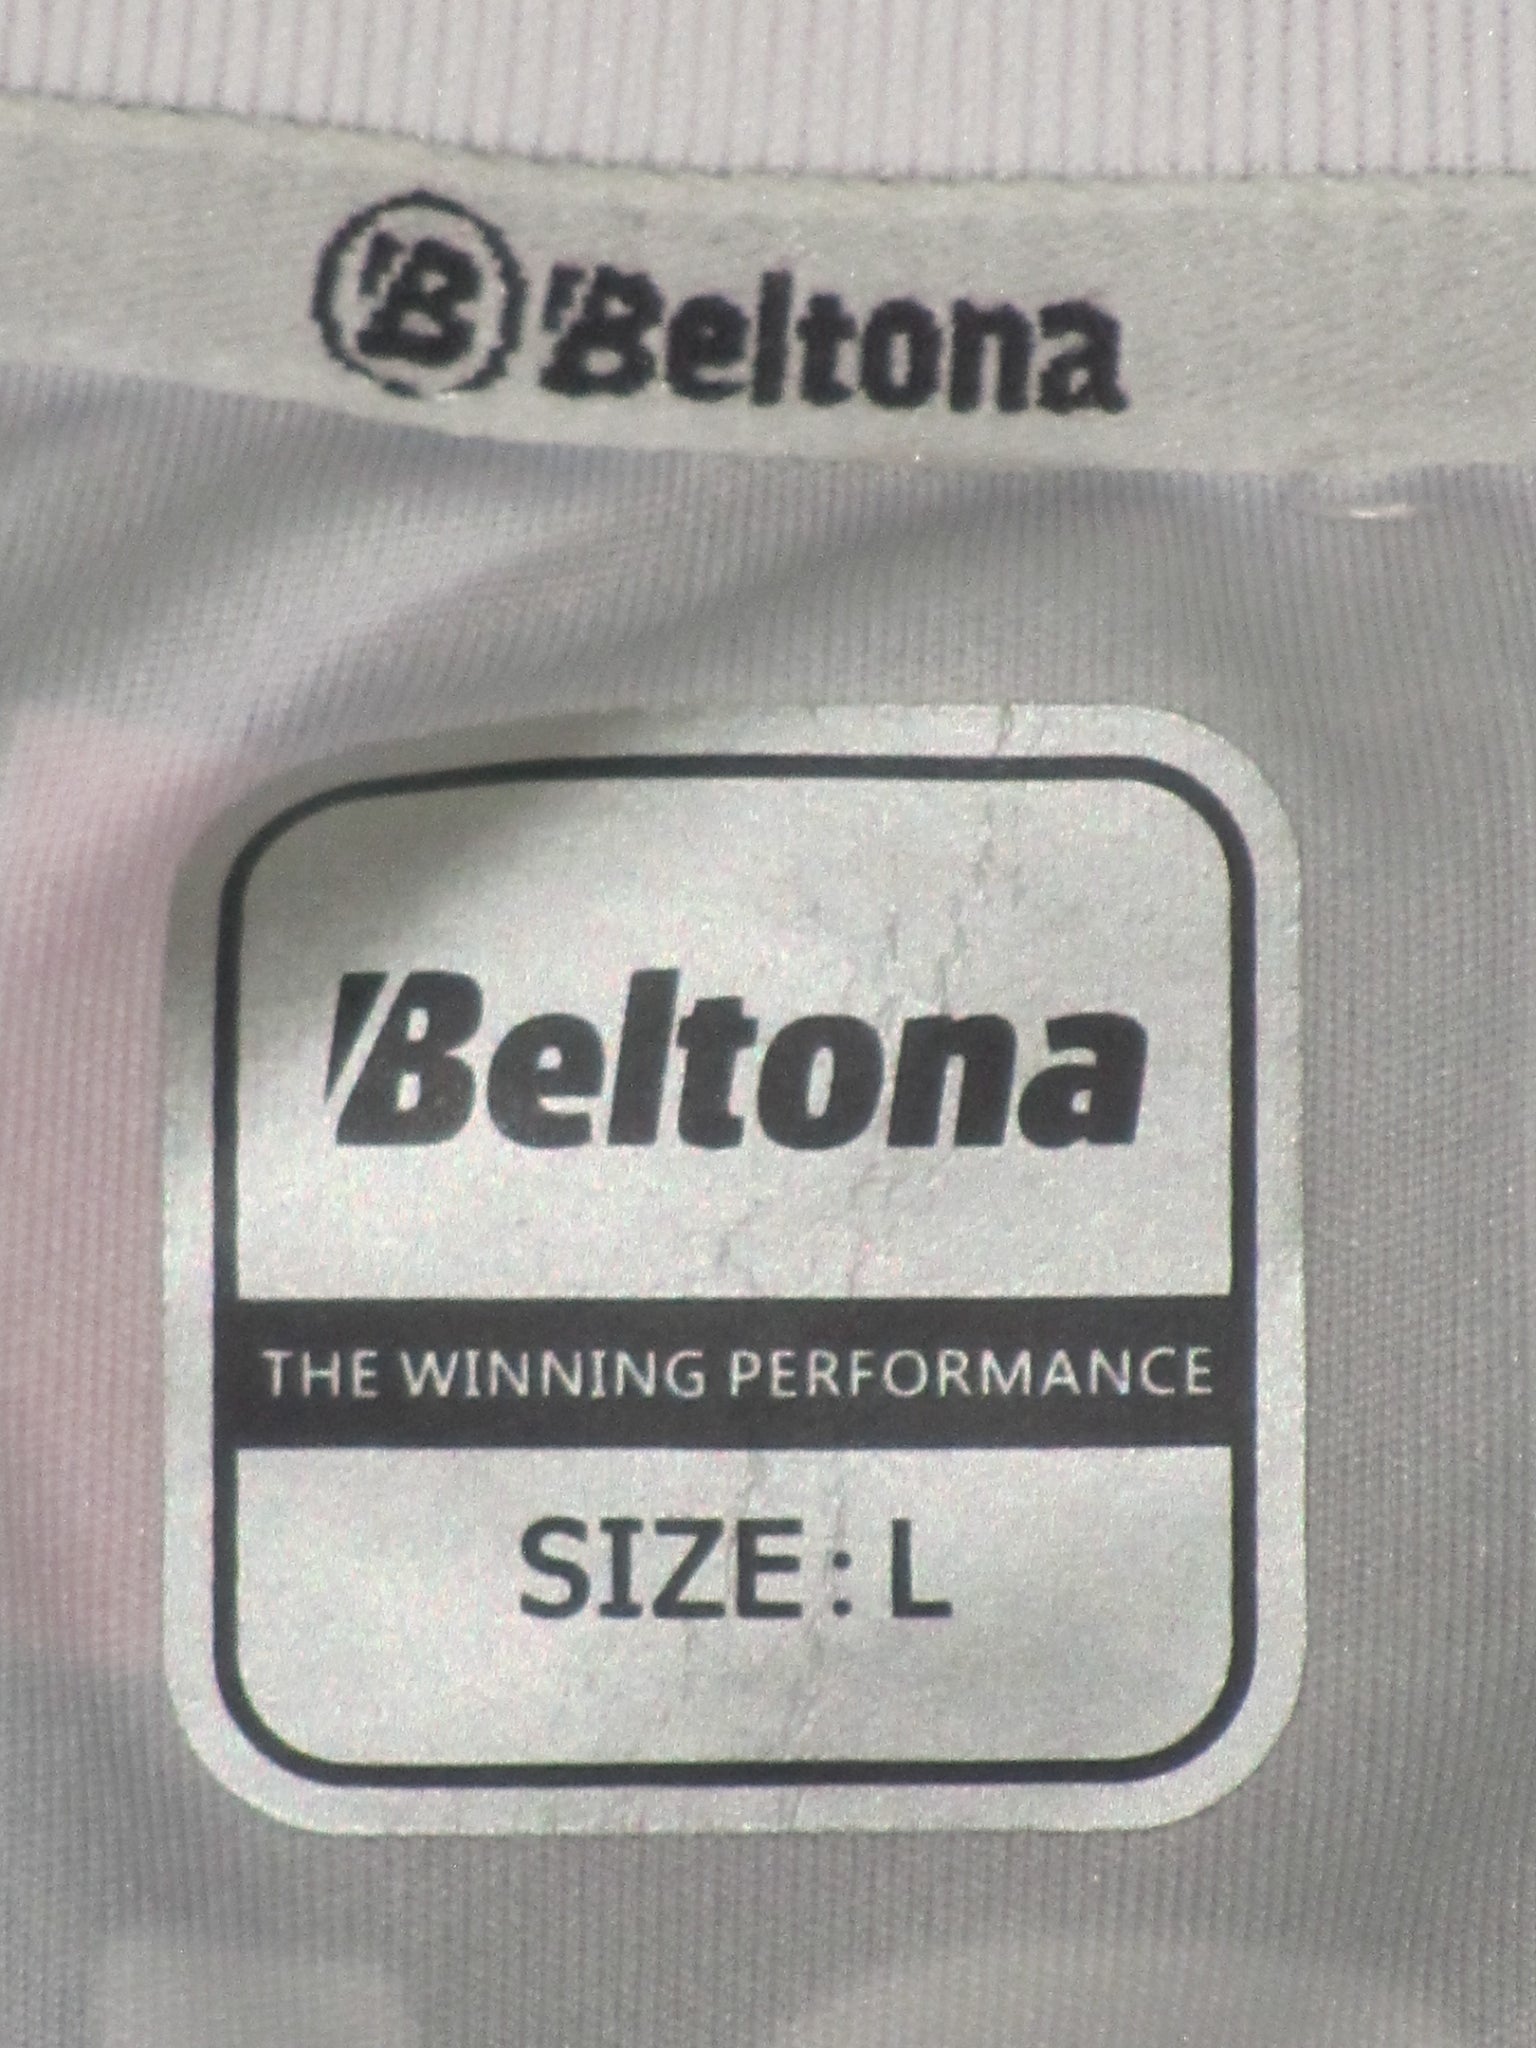 B Beltona
Beltona
THE WINNING PERFORMANCE
SIZE : L